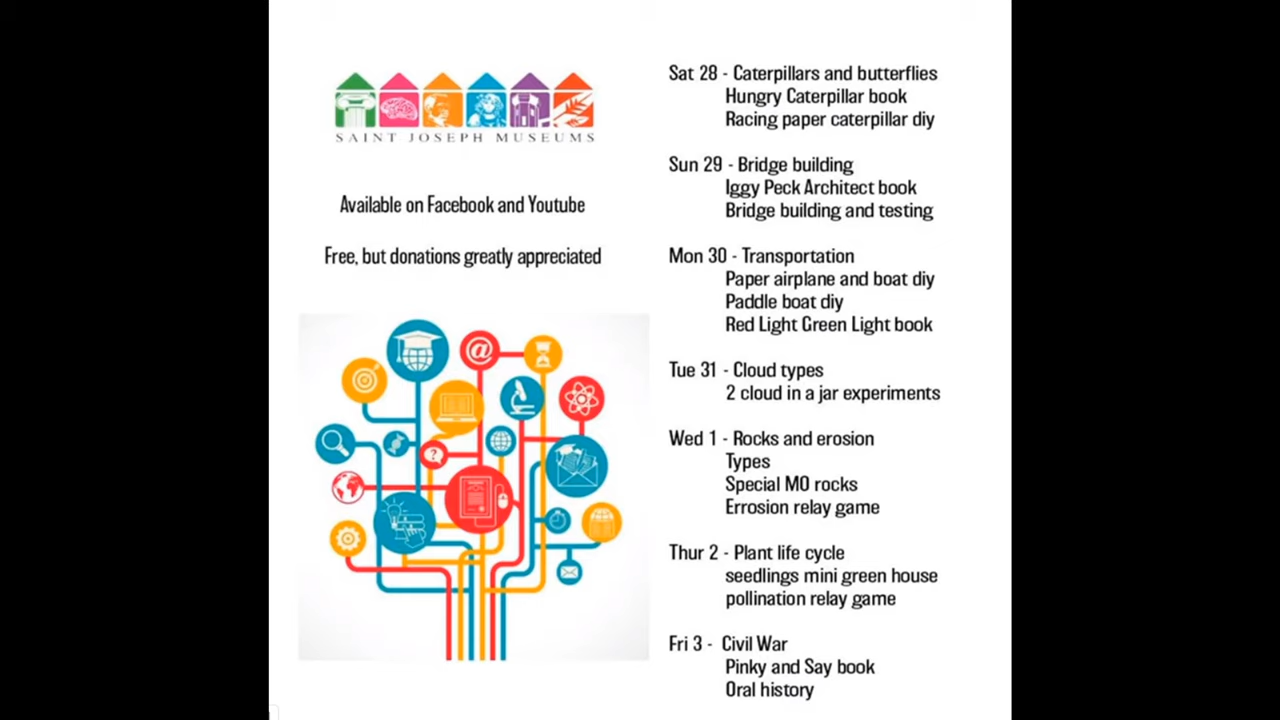 SAINT JOSEPH MUSEUMS
Available on Facebook and Youtube
Free, but donations greatly appreciated
@
?
Sat 28 - Caterpillars and butterflies
Hungry Caterpillar book
Racing paper caterpillar diy
Sun 29 - Bridge building
Iggy Peck Architect book
Bridge building and testing
Mon 30 - Transportation
Paper airplane and boat diy
Paddle boat diy
Red Light Green Light book
Tue 31 - Cloud types
2 cloud in a jar experiments
Wed 1 - Rocks and erosion
Types
Special MO rocks
Errosion relay game
Thur 2 - Plant life cycle
seedlings mini green house
pollination relay game
Fri 3 - Civil War
Pinky and Say book
Oral history